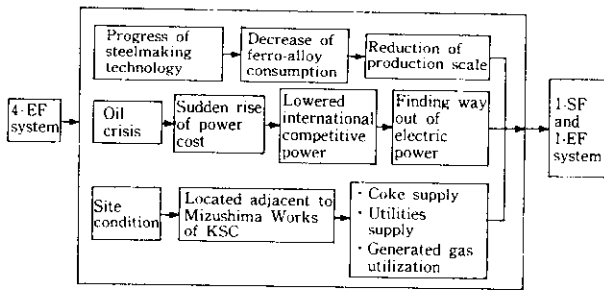 Progress of
steelmaking
technology
Decrease of
ferro-alloy
consumption
Reduction of
production scale
4-EF
system
Oil
crisis
Sudden rise
of power
cost
Lowered
international
competitive
power
Finding way
out of
electric
power
1-SF
and
1-EF
system
Site
condition
Located adjacent to
Mizushima Works
of KSC
· Coke supply
· Utilities
supply
· Generated gas
utilization